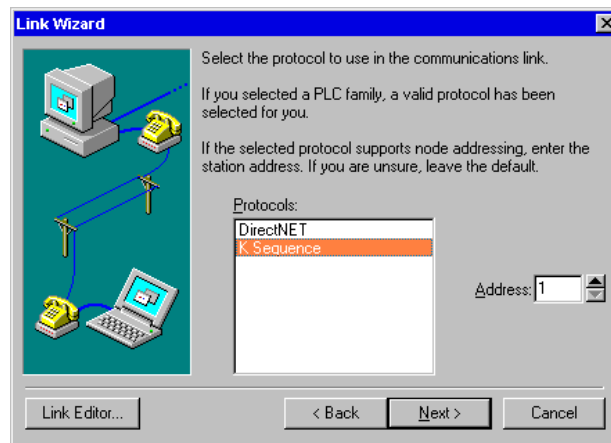 Link Wizard
Select the protocol to use in the communications link.
If you selected a PLC family, a valid protocol has been
selected for you.
If the selected protocol supports node addressing, enter the
station address. If you are unsure, leave the default.
Protocols:
DirectNET
K Sequence
Address: 1
Link Editor...
< Back
Next >
Cancel